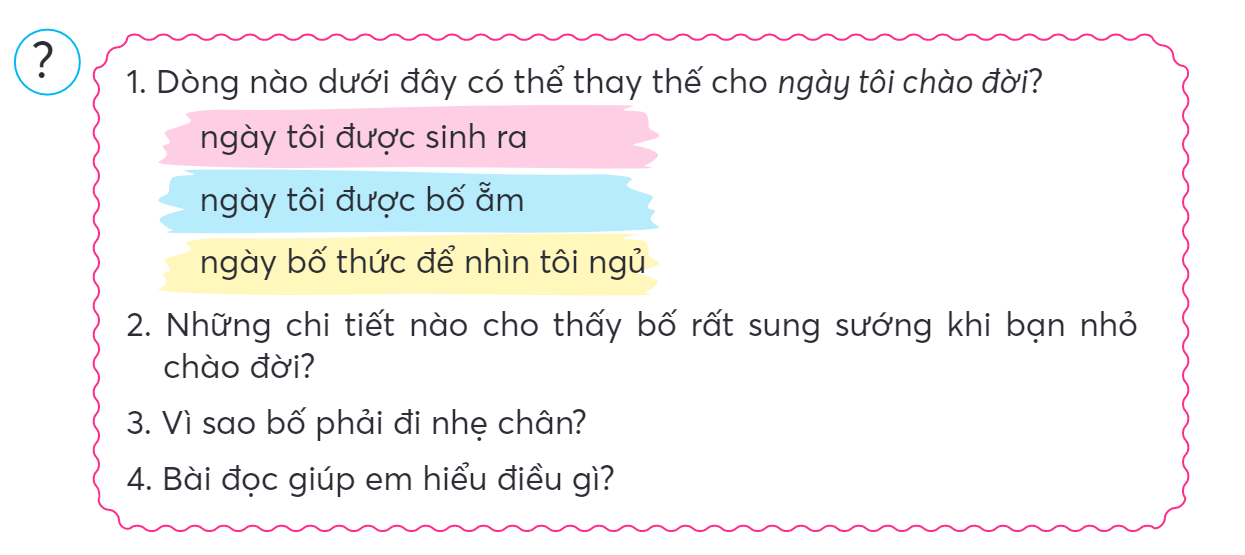 ?
1. Dòng nào dưới đây có thể thay thế cho ngày tôi chào đời?
ngày tôi được sinh ra
ngày tôi được bố ẵm
ngày bố thức để nhìn tôi ngủ
2. Những chi tiết nào cho thấy bố rất sung sướng khi bạn nhỏ
chào đời?
3. Vì sao bố phải đi nhẹ chân?
4. Bài đọc giúp em hiểu điều gì?